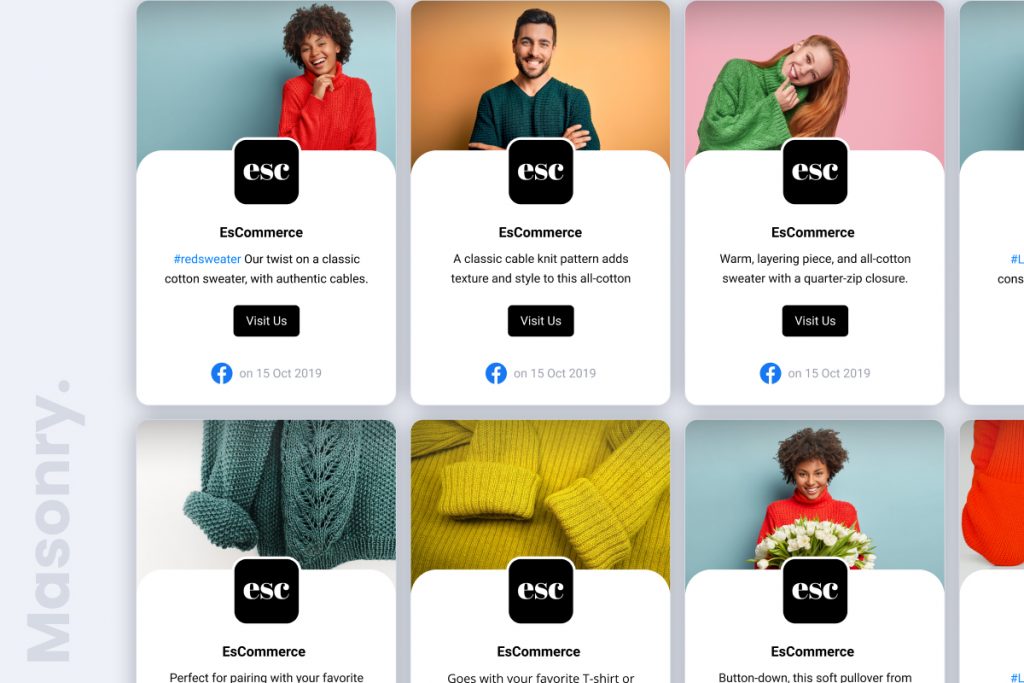 Masonry.
esc
EsCommerce
#redsweater Our twist on a classic
cotton sweater, with authentic cables.
Visit Us
on 15 Oct 2019
esc
EsCommerce
A classic cable knit pattern adds
texture and style to this all-cotton
Visit Us
on 15 Oct 2019
esc
EsCommerce
Warm, layering piece, and all-cotton
sweater with a quarter-zip closure.
Visit Us
on 15 Oct 2019
#L
cons
esc
EsCommerce
Perfect for pairing with your favorite
esc
EsCommerce
Goes with your favorite T-shirt or
esc
EsCommerce
Button-down, this soft pullover from
#L